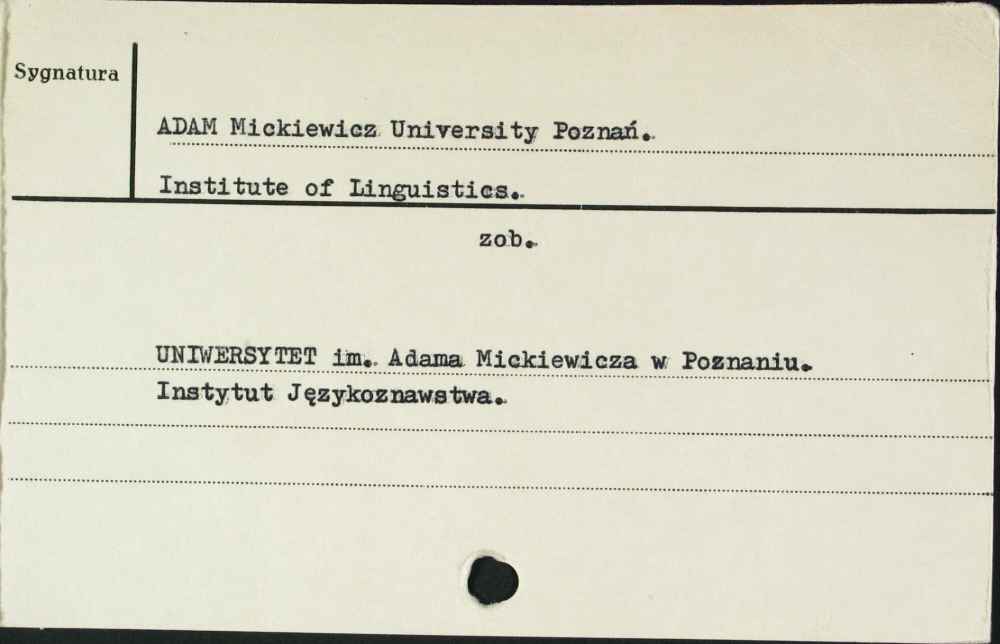 Sygnatura
ADAM Mickiewicz University Poznań.
Institute of Linguistics.
zob.
UNIWERSYTET im. Adama Mickiewicza w Poznaniu.
Instytut Językoznawstwa.